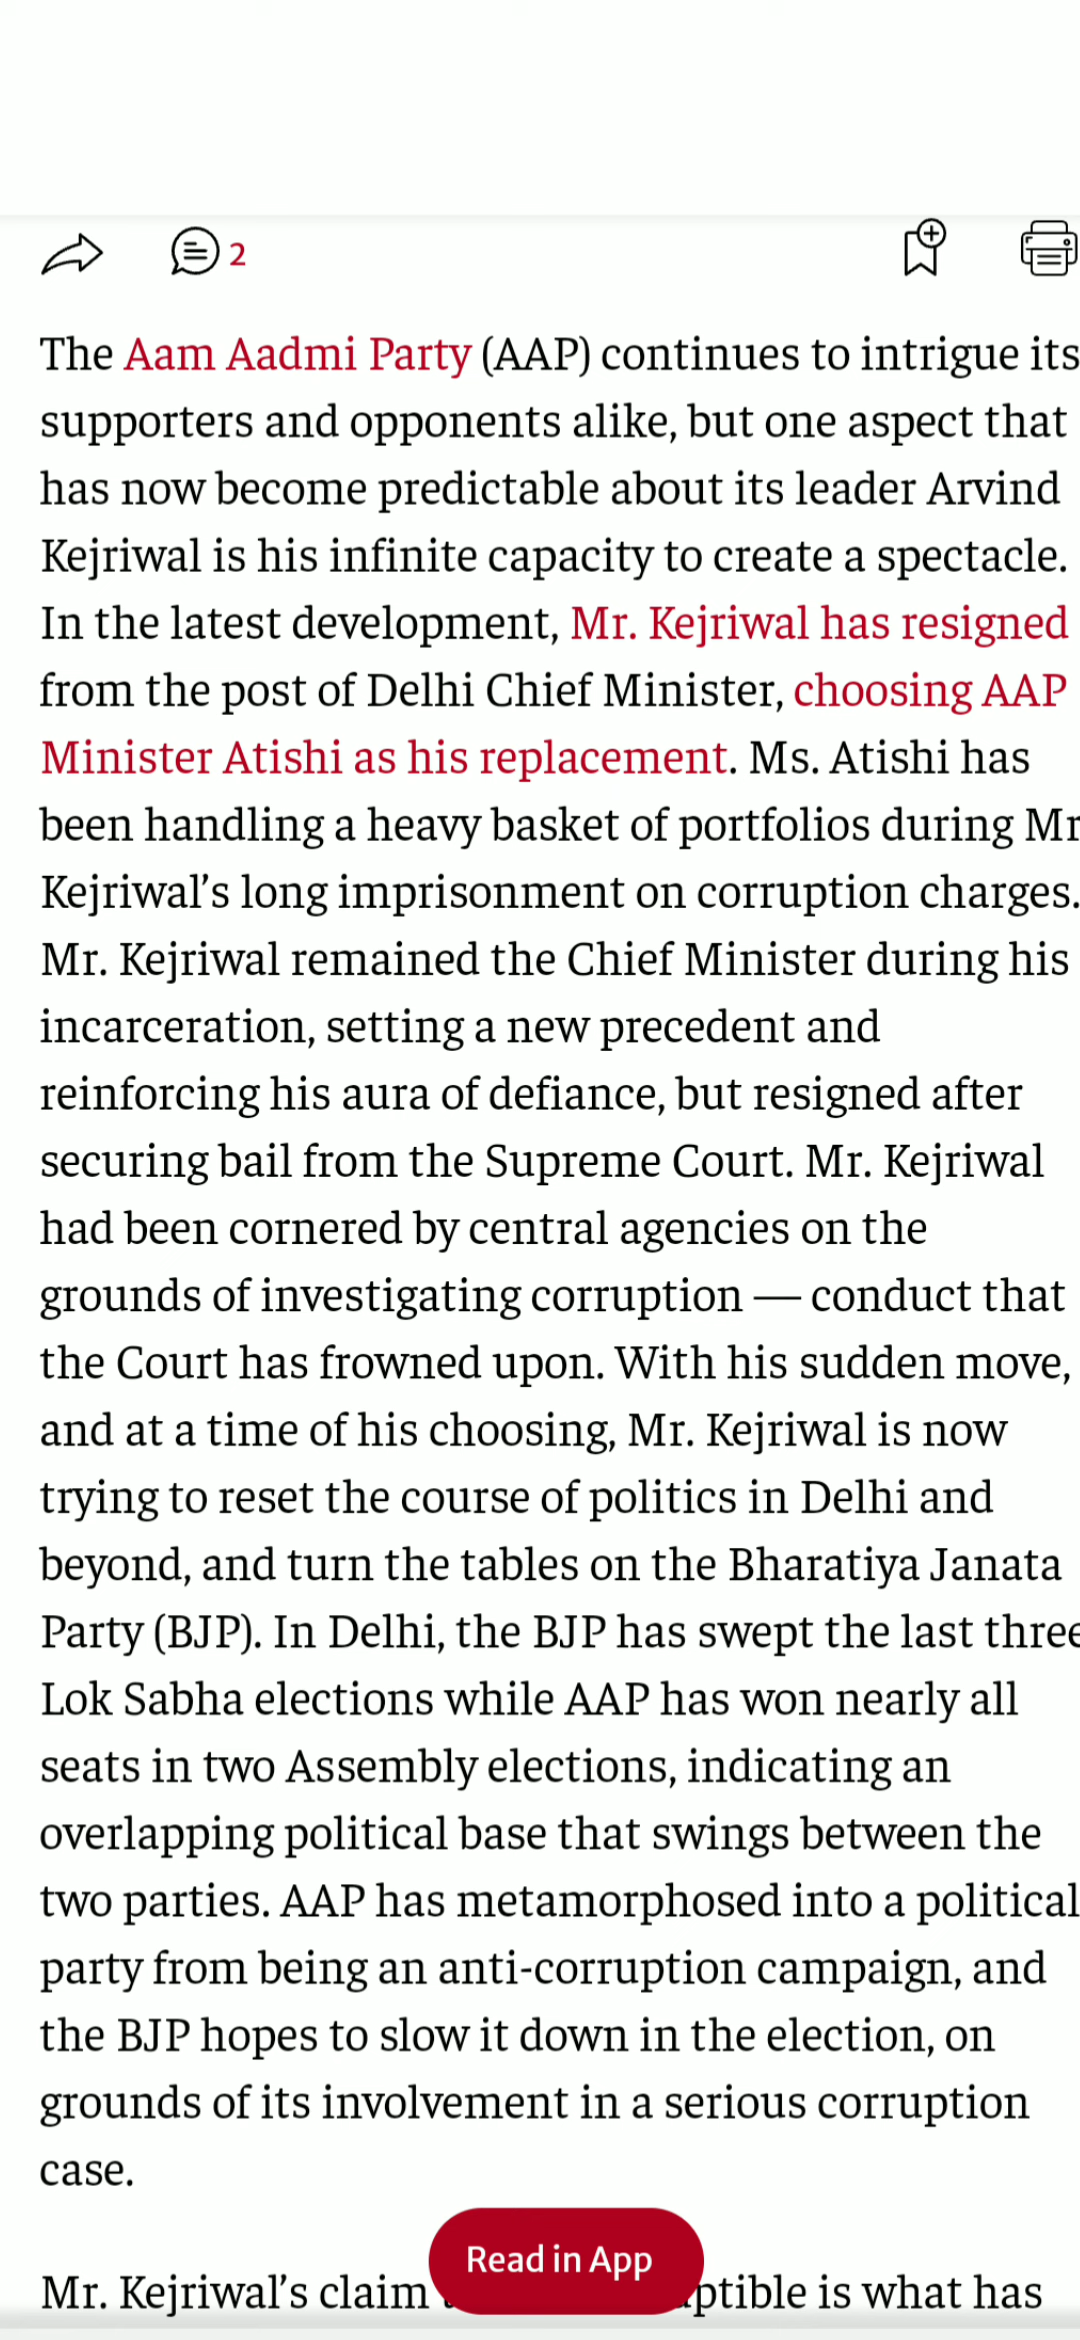 2
The Aam Aadmi Party (AAP) continues to intrigue its
supporters and opponents alike, but one aspect that
has now become predictable about its leader Arvind
Kejriwal is his infinite capacity to create a spectacle.
In the latest development, Mr. Kejriwal has resigned
from the post of Delhi Chief Minister, choosing AAP
Minister Atishi as his replacement. Ms. Atishi has
been handling a heavy basket of portfolios during Mr
Kejriwal’s long imprisonment on corruption charges.
Mr. Kejriwal remained the Chief Minister during his
incarceration, setting a new precedent and
reinforcing his aura of defiance, but resigned after
securing bail from the Supreme Court. Mr. Kejriwal
had been cornered by central agencies on the
grounds of investigating corruption — conduct that
the Court has frowned upon. With his sudden move,
and at a time of his choosing, Mr. Kejriwal is now
trying to reset the course of politics in Delhi and
beyond, and turn the tables on the Bharatiya Janata
Party (BJP). In Delhi, the BJP has swept the last three
Lok Sabha elections while AAP has won nearly all
seats in two Assembly elections, indicating an
overlapping political base that swings between the
two parties. AAP has metamorphosed into a political
party from being an anti-corruption campaign, and
the BJP hopes to slow it down in the election, on
grounds of its involvement in a serious corruption
case.
Read in App
Mr. Kejriwal’s claim ptible is what has